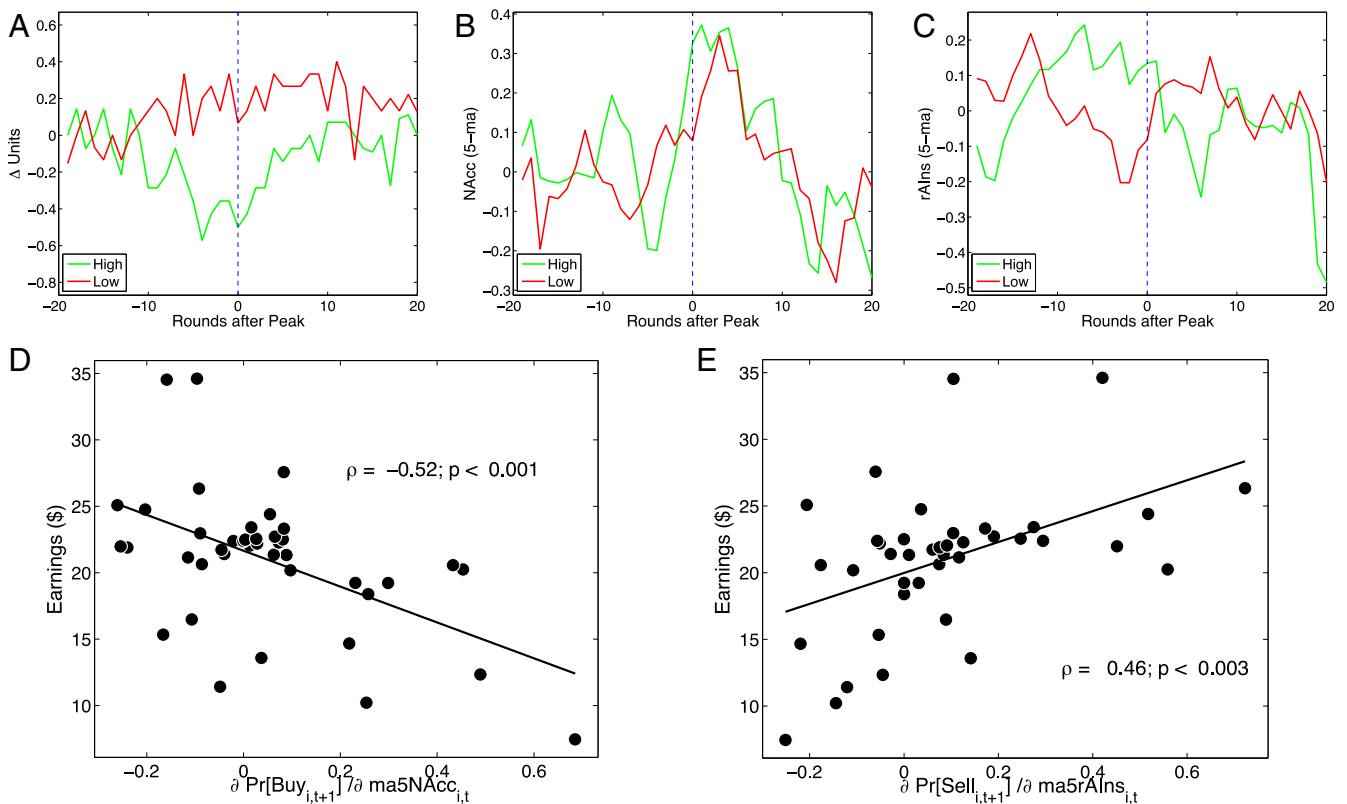 A
0.6
0.4
0.2
0
−0.2
−0.4
−0.6
−0.8
Δ Units
High
Low
−20
−10
0
10
20
Rounds after Peak
B
0.4
0.3
0.2
0.1
0
−0.1
−0.2
−0.3
NAcc (5−ma)
High
Low
−20
−10
0
10
20
Rounds after Peak
C
0.3
0.2
0.1
0
−0.1
−0.2
−0.3
−0.4
−0.5
rAIns (5−ma)
High
Low
−20
−10
0
10
20
Rounds after Peak
D
35
30
25
20
15
10
Earnings ($)
ρ = −0.52; p < 0.001
−0.2
0
0.2
0.4
0.6
∂ Pr[Buy_{i,t+1}] /∂ ma5NAcc_{i,t}
E
35
30
25
20
15
10
Earnings ($)
ρ = 0.46; p < 0.003
−0.2
0
0.2
0.4
0.6
∂ Pr[Sell_{i,t+1}] /∂ ma5rAIns_{i,t}